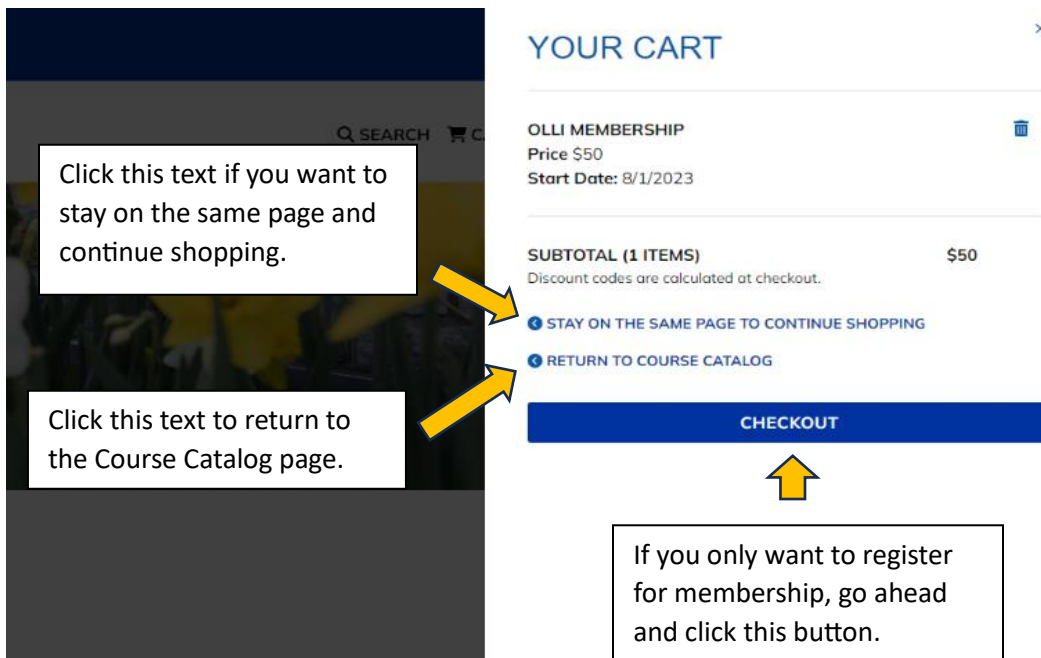 YOUR CART
SEARCH
Click this text if you want to
stay on the same page and
continue shopping.
OLLI MEMBERSHIP
Price $50
Start Date: 8/1/2023
SUBTOTAL (1 ITEMS) $50
Discount codes are calculated at checkout.
STAY ON THE SAME PAGE TO CONTINUE SHOPPING
RETURN TO COURSE CATALOG
Click this text to return to
the Course Catalog page.
CHECKOUT
If you only want to register
for membership, go ahead
and click this button.